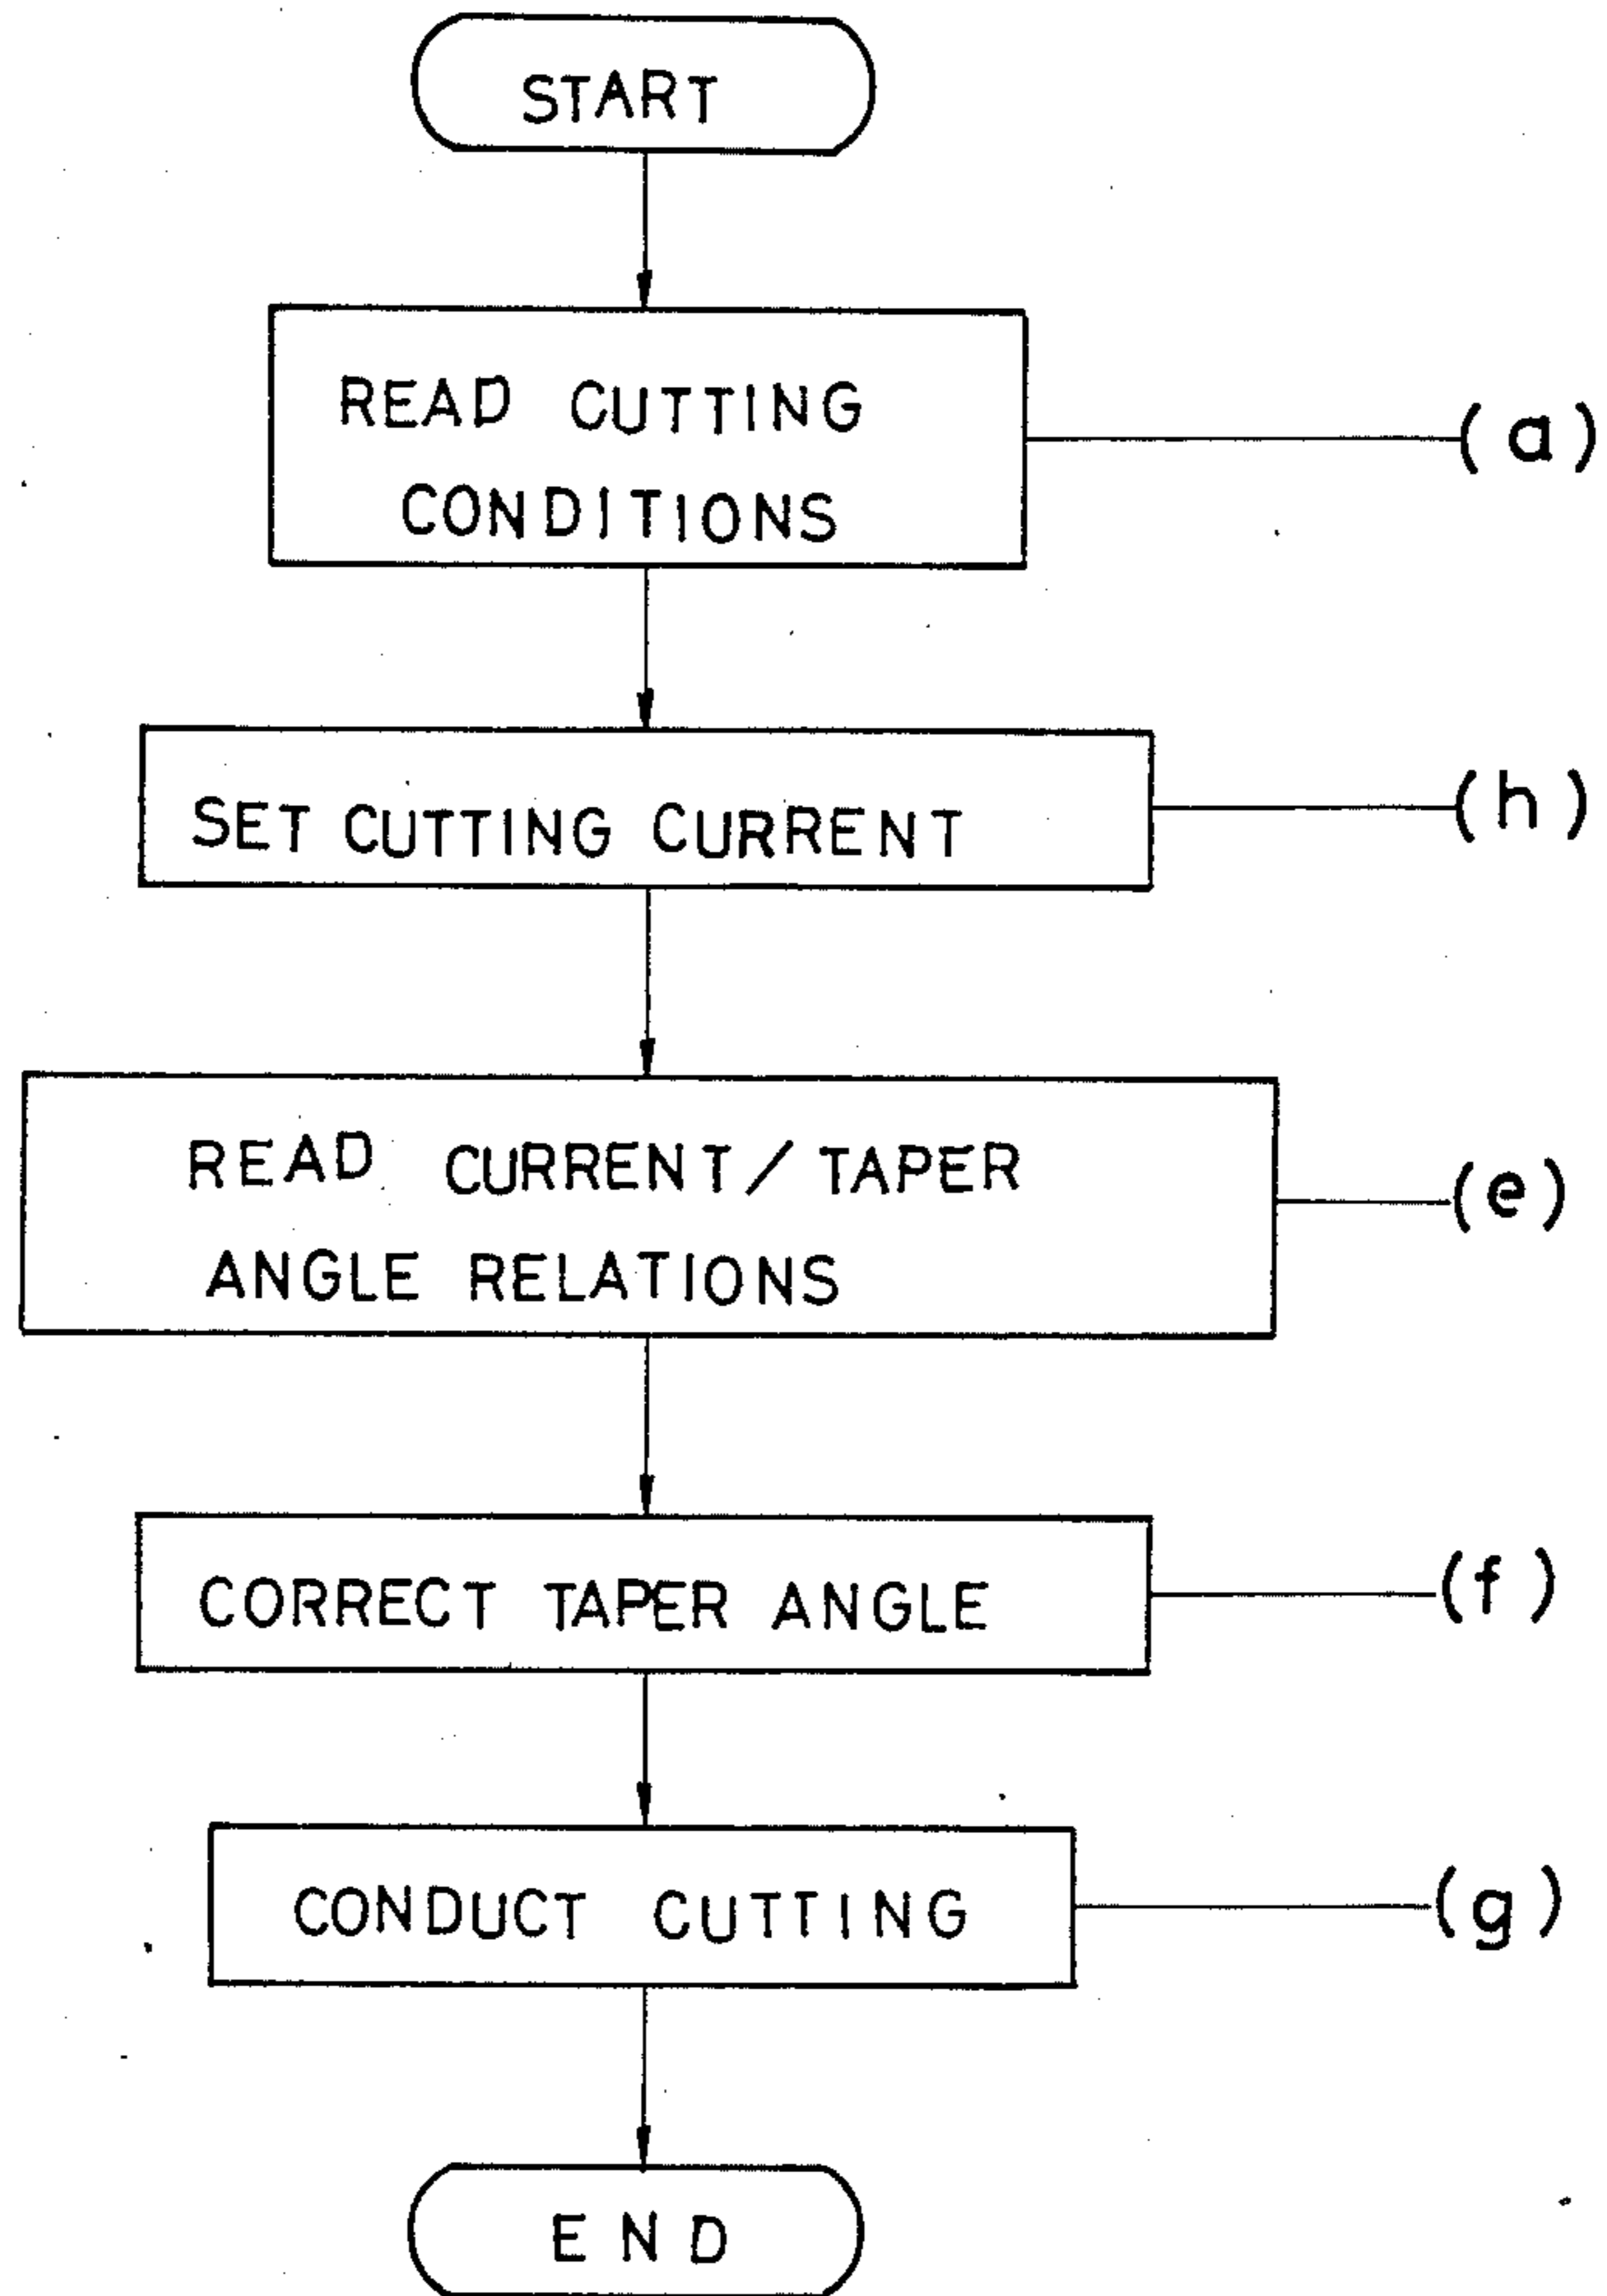 START
READ CUTTING
CONDITIONS
(a)
SET CUTTING CURRENT
(h)
READ CURRENT/TAPER
ANGLE RELATIONS
(e)
CORRECT TAPER ANGLE
(f)
CONDUCT CUTTING
(g)
END